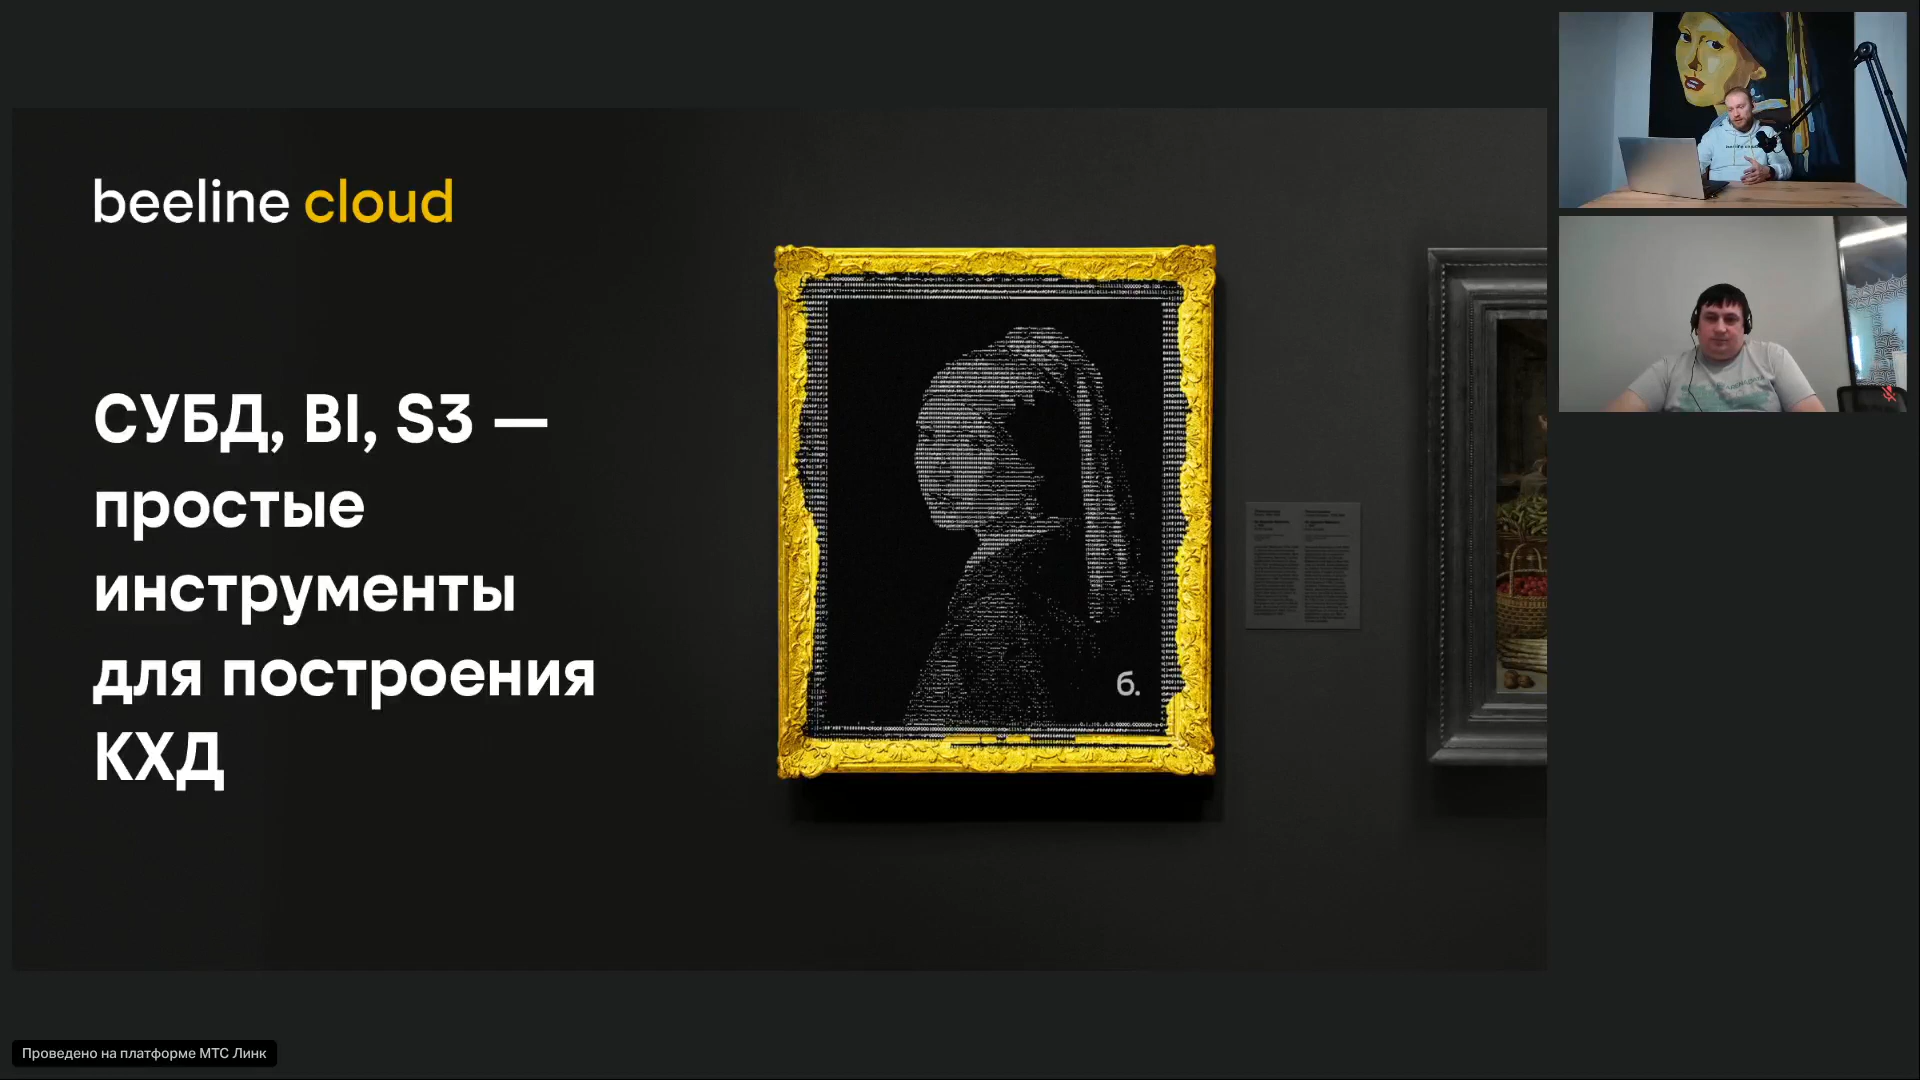 beeline cloud
СУБД, BI, S3 —
простые
инструменты
для построения
КХД
б.
Проведено на платформе МТС Линк